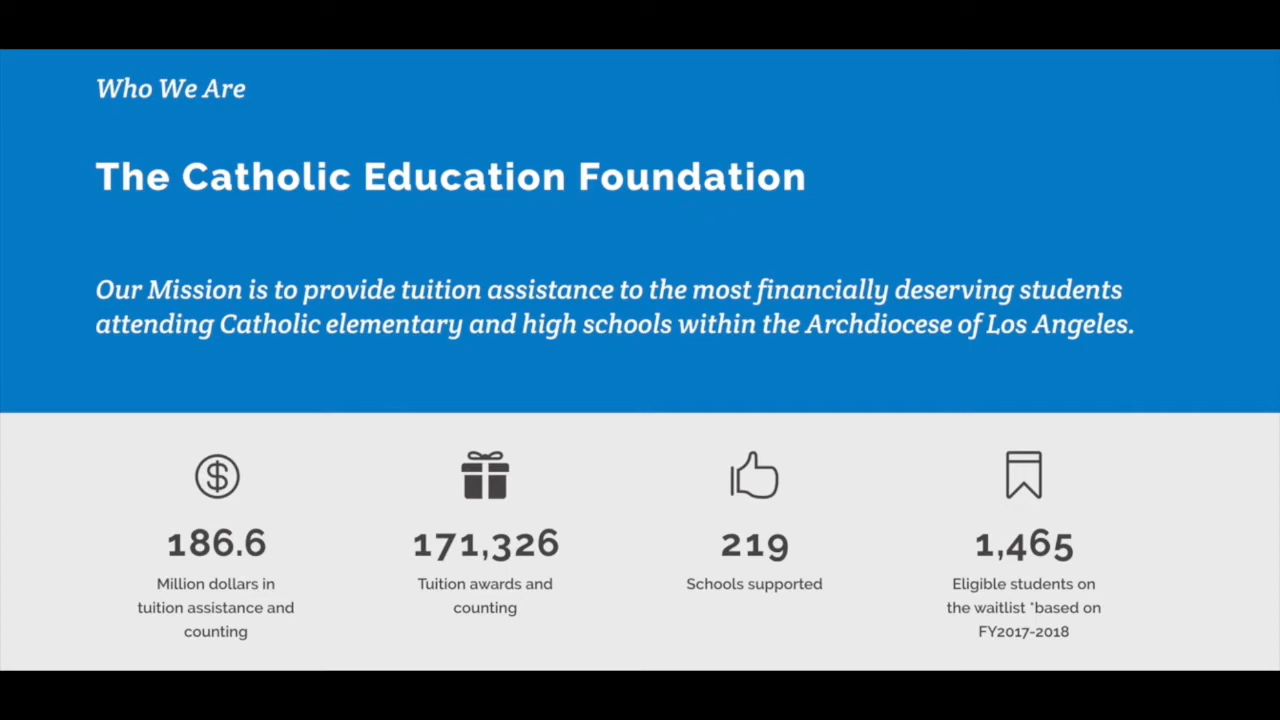 Who We Are
The Catholic Education Foundation
Our Mission is to provide tuition assistance to the most financially deserving students
attending Catholic elementary and high schools within the Archdiocese of Los Angeles.
186.6
Million dollars in
tuition assistance and
counting
171,326
Tuition awards and
counting
219
Schools supported
1,465
Eligible students on
the waitlist *based on
FY2017-2018